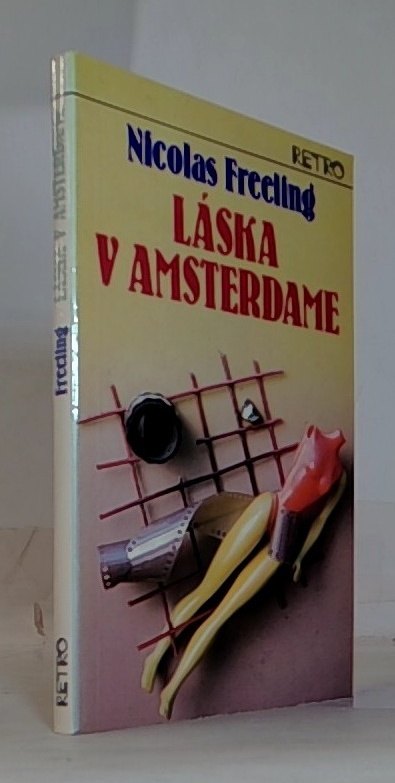 RETRO
Nicolas Freeling
LÁSKA
V AMSTERDAME
Freeling LÁSKA V AMSTERDAME
RETRO